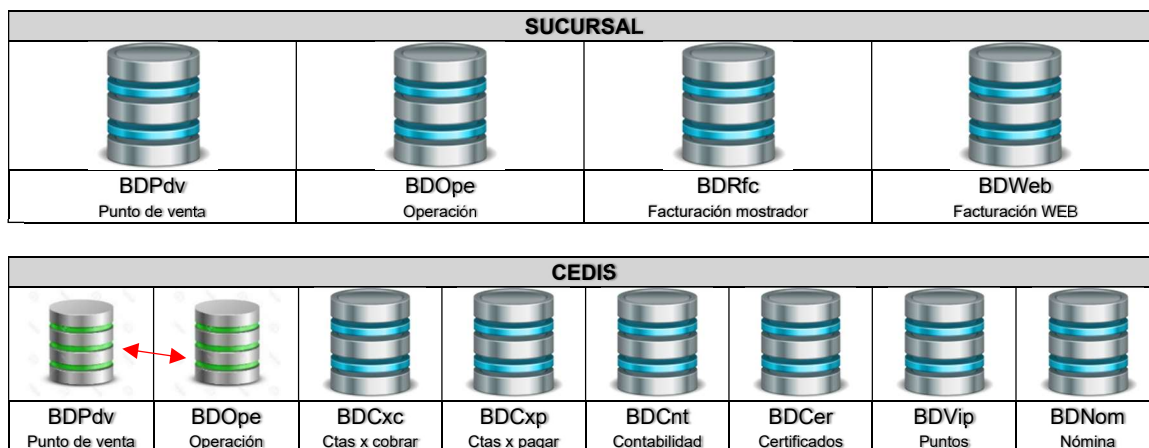 SUCURSAL
BDPdv BDOpe BDRfc BDWeb
Punto de venta Operación Facturación mostrador Facturación WEB
CEDIS
BDPdv BDOpe BDCxc BDCxp BDCnt BDCer BDVip BDNom
Punto de venta Operación Ctas x cobrar Ctas x pagar Contabilidad Certificados Puntos Nómina